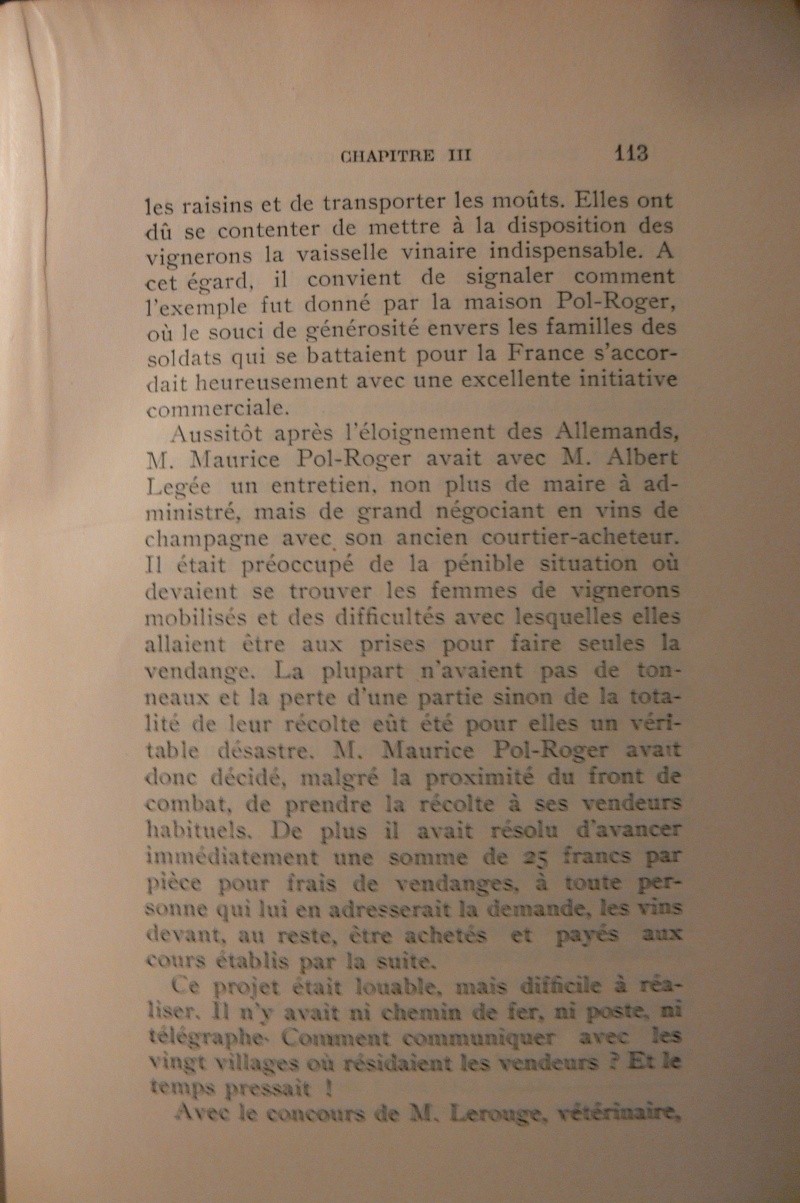 CHAPITRE III 113
les raisins et de transporter les moûts. Elles ont
dû se contenter de mettre à la disposition des
vignerons la vaisselle vinaire indispensable. A
cet égard, il convient de signaler comment
l'exemple fut donné par la maison Pol-Roger,
où le souci de générosité envers les familles des
soldats qui se battaient pour la France s'accor-
dait heureusement avec une excellente initiative
commerciale.
Aussitôt après l'éloignement des Allemands,
M. Maurice Pol-Roger avait avec M. Albert
Legée un entretien, non plus de maire à ad-
ministré, mais de grand négociant en vins de
champagne avec son ancien courtier-acheteur.
Il était préoccupé de la pénible situation où
devaient se trouver les femmes de vignerons
mobilisés et des difficultés avec lesquelles elles
allaient être aux prises pour faire seules la
vendange. La plupart n'avaient pas de ton-
neaux et la perte d'une partie sinon de la tota-
lité de leur récolte eût été pour elles un véri-
table désastre. M. Maurice Pol-Roger avait
donc décidé, malgré la proximité du front de
combat, de prendre la récolte à ses vendeurs
habituels. De plus il avait résolu d'avancer
immédiatement une somme de 25 francs par
pièce pour frais de vendanges, à toute per-
sonne qui lui en adresserait la demande, les vins
devant, au reste, être achetés et payés aux
cours établis par la suite.
Ce projet était louable, mais difficile à réa-
liser. Il n'y avait ni chemin de fer, ni poste, ni
télégraphe. Comment communiquer avec les
vingt villages où résidaient les vendeurs ? Et le
temps pressait !
Avec le concours de M. Lerouge, vétérinaire,